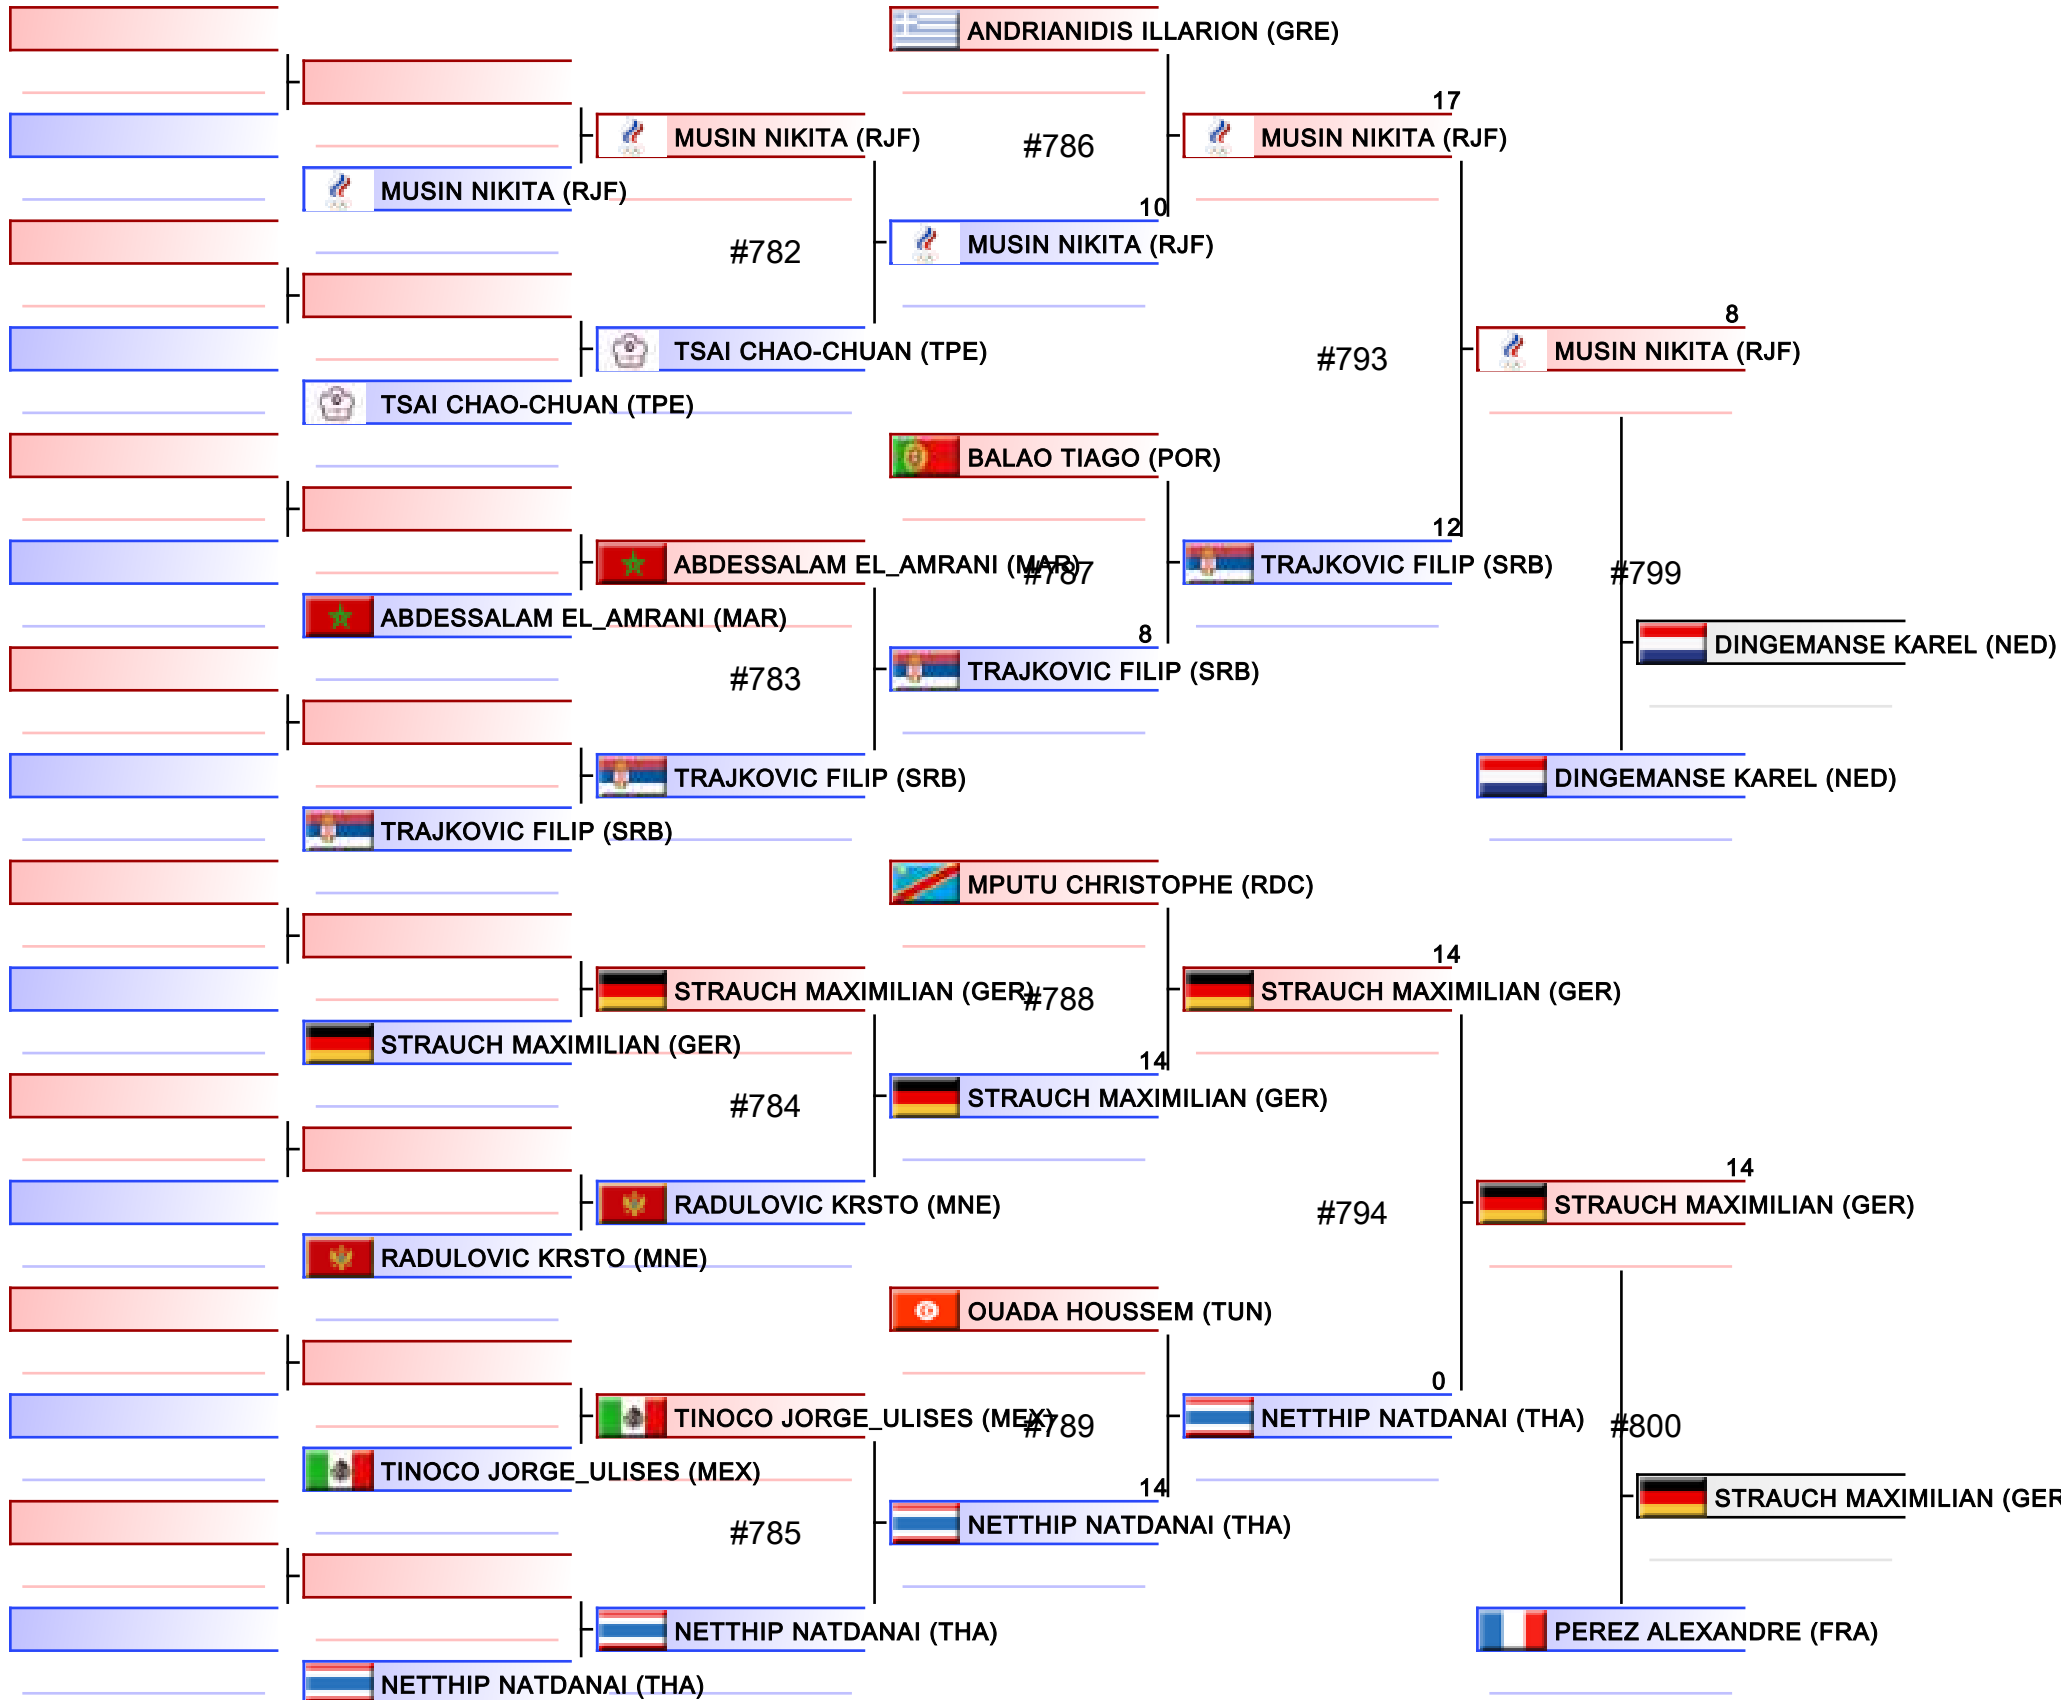 ANDRIANIDIS ILLARION (GRE)
17
MUSIN NIKITA (RJF)
#786
MUSIN NIKITA (RJF)
MUSIN NIKITA (RJF)
10
#782
MUSIN NIKITA (RJF)
8
TSAI CHAO-CHUAN (TPE)
#793
MUSIN NIKITA (RJF)
TSAI CHAO-CHUAN (TPE)
BALAO TIAGO (POR)
12
ABDESSALAM EL_AMRANI (MAR)
#787
TRAJKOVIC FILIP (SRB)
#799
ABDESSALAM EL_AMRANI (MAR)
8
DINGEMANSE KAREL (NED)
#783
TRAJKOVIC FILIP (SRB)
TRAJKOVIC FILIP (SRB)
DINGEMANSE KAREL (NED)
TRAJKOVIC FILIP (SRB)
MPUTU CHRISTOPHE (RDC)
14
STRAUCH MAXIMILIAN (GER)
#788
STRAUCH MAXIMILIAN (GER)
STRAUCH MAXIMILIAN (GER)
14
#784
STRAUCH MAXIMILIAN (GER)
14
RADULOVIC KRSTO (MNE)
#794
STRAUCH MAXIMILIAN (GER)
RADULOVIC KRSTO (MNE)
OUADA HOUSSEM (TUN)
0
TINOCO JORGE_ULISES (MEX)
#789
NETTHIP NATDANAI (THA)
#800
TINOCO JORGE_ULISES (MEX)
14
STRAUCH MAXIMILIAN (GER
#785
NETTHIP NATDANAI (THA)
NETTHIP NATDANAI (THA)
PEREZ ALEXANDRE (FRA)
NETTHIP NATDANAI (THA)